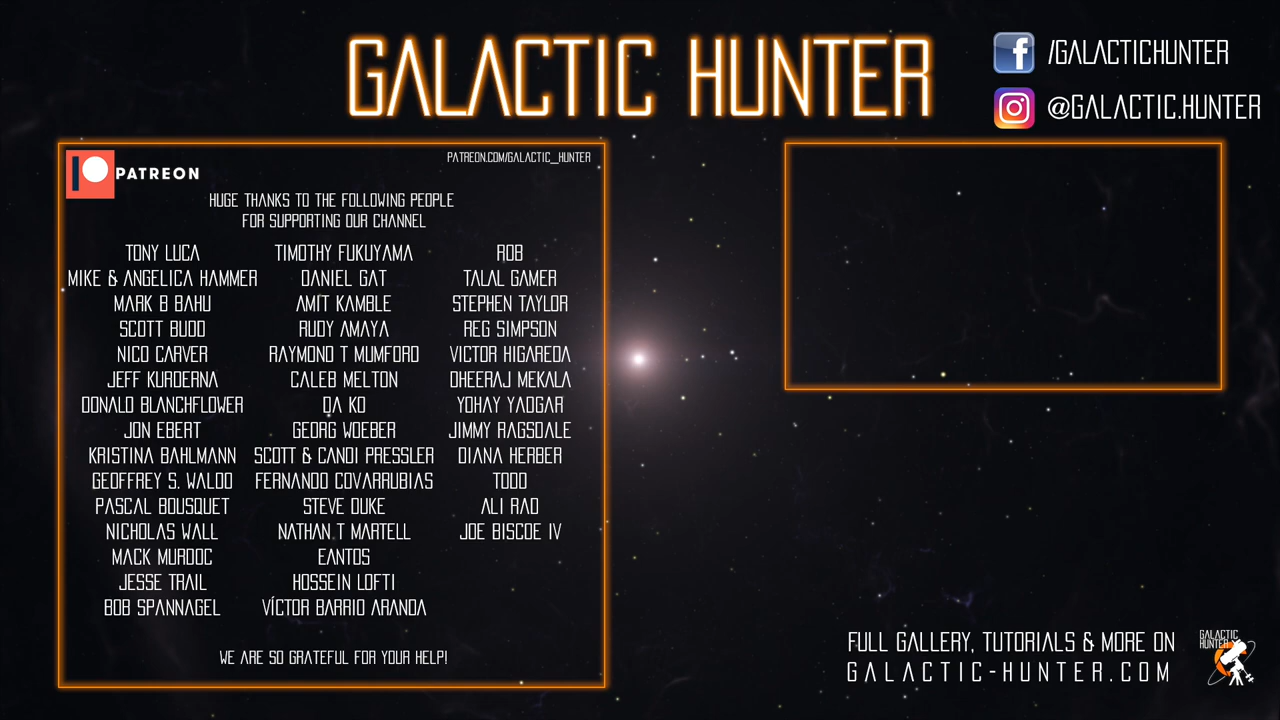 GALACTIC HUNTER
/GALACTICHUNTER
@GALACTIC.HUNTER
PATREON
PATREON.COM/GALACTIC_HUNTER
HUGE THANKS TO THE FOLLOWING PEOPLE
FOR SUPPORTING OUR CHANNEL
TONY LUCA
MIKE & ANGELICA HAMMER
MARK B BAHU
SCOTT BUDD
NICO CARVER
JEFF KURDERNA
DONALD BLANCHFLOWER
JON EBERT
KRISTINA BAHLMANN
GEOFFREY S. WALDO
PASCAL BOUSQUET
NICHOLAS WALL
MACK MURDOC
JESSE TRAIL
BOB SPANNAGEL
TIMOTHY FUKUYAMA
DANIEL GAT
AMIT KAMBLE
RUDY AMAYA
RAYMOND T MUMFORD
CALEB MELTON
DA KO
GEORG WOEBER
SCOTT & CANDI PRESSLER
FERNANDO COVARRUBIAS
STEVE DUKE
NATHAN T MARTELL
EANTOS
HOSSEIN LOFTI
VÍCTOR BARRIO ARANDA
ROB
TALAL GAMER
STEPHEN TAYLOR
REG SIMPSON
VICTOR HIGAREDA
DHEERAJ MEKALA
YOHAY YADGAR
JIMMY RAGSDALE
DIANA HERBER
TODD
ALI RAD
JOE BISCOE IV
WE ARE SO GRATEFUL FOR YOUR HELP!
FULL GALLERY, TUTORIALS & MORE ON
GALACTIC-HUNTER.COM
GALACTIC
HUNTER